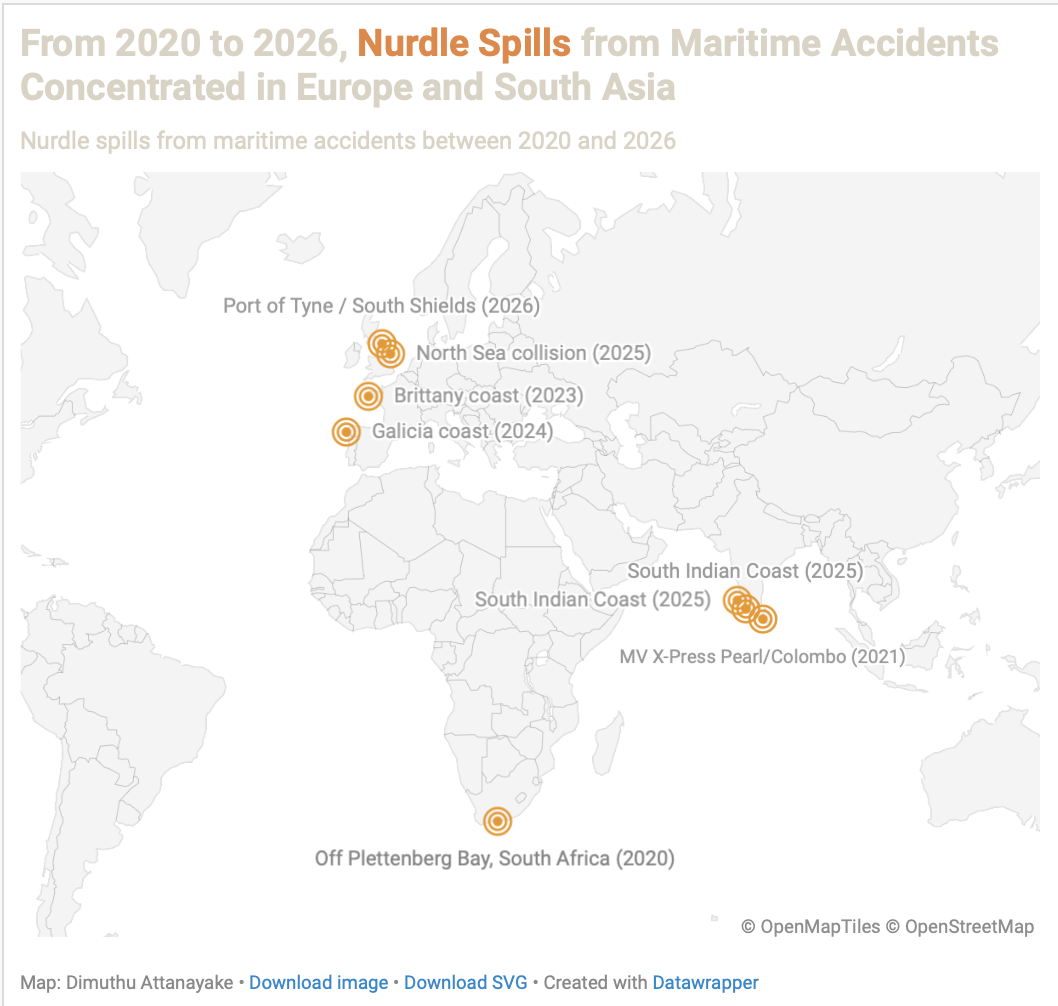 From 2020 to 2026, Nurdle Spills from Maritime Accidents
Concentrated in Europe and South Asia
Nurdle spills from maritime accidents between 2020 and 2026
Port of Tyne / South Shields (2026)
North Sea collision (2025)
Brittany coast (2023)
Galicia coast (2024)
South Indian Coast (2025)
South Indian Coast (2025)
MV X-Press Pearl/Colombo (2021)
Off Plettenberg Bay, South Africa (2020)
© OpenMapTiles © OpenStreetMap
Map: Dimuthu Attanayake • Download image • Download SVG • Created with Datawrapper